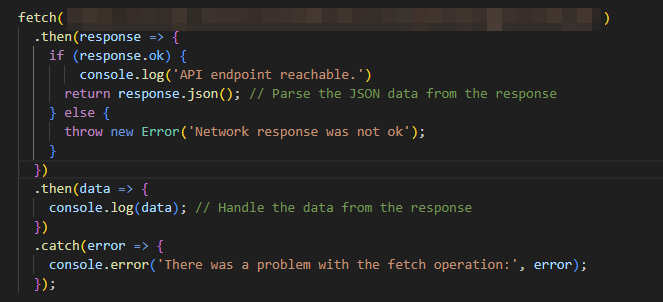 fetch( )
.then(response => {
if (response.ok) {
console.log('API endpoint reachable.')
return response.json(); // Parse the JSON data from the response
} else {
throw new Error('Network response was not ok');
}
})
.then(data => {
console.log(data); // Handle the data from the response
})
.catch(error => {
console.error('There was a problem with the fetch operation:', error);
});